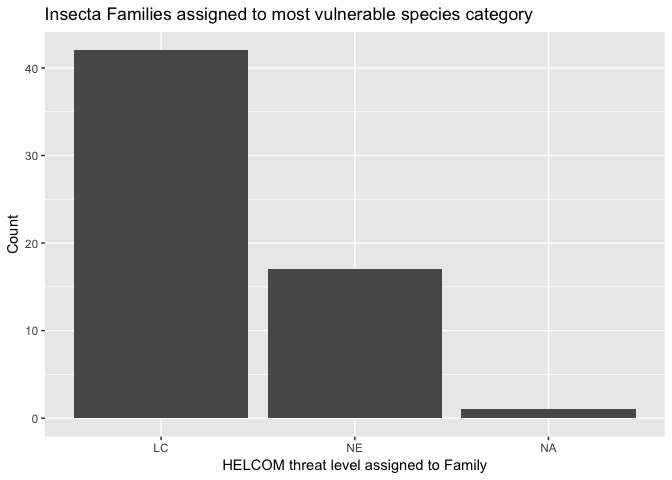 Insecta Families assigned to most vulnerable species category
Count
40
30
20
10
0
LC NE NA
HELCOM threat level assigned to Family